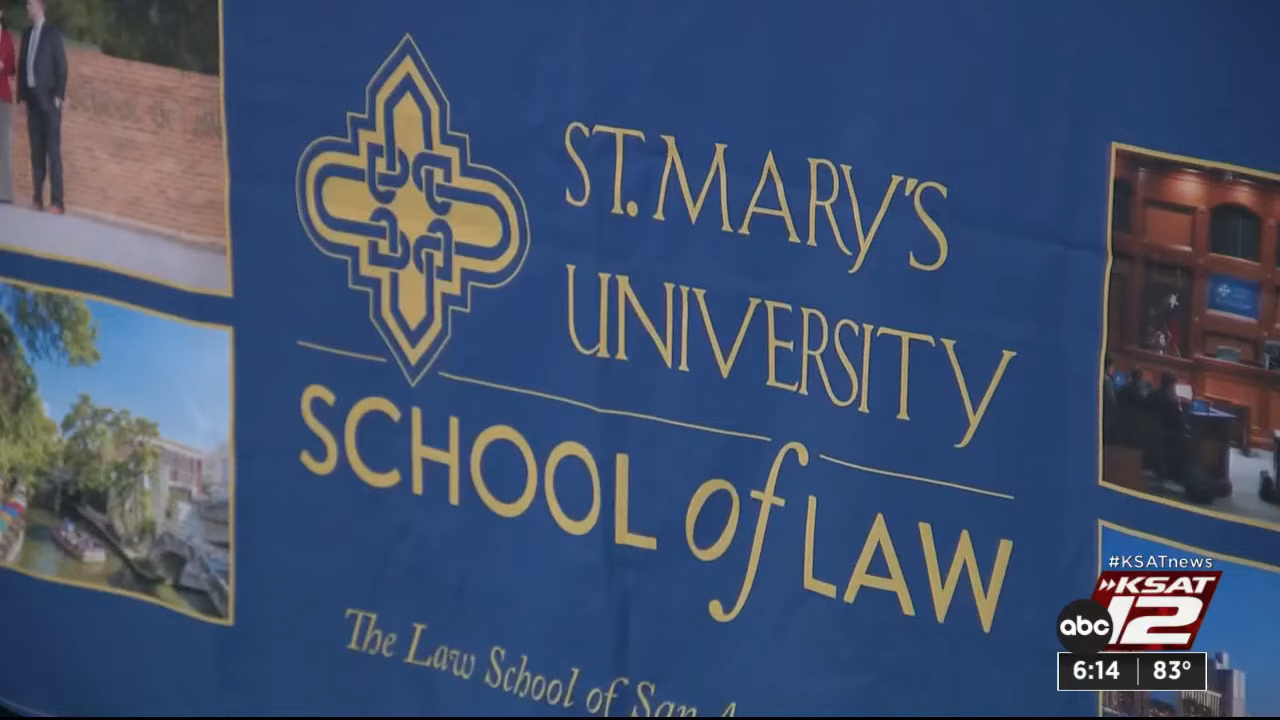 ST. MARY'S
UNIVERSITY
SCHOOL of LAW
The Law School of San
#KSATnews
KSAT
abc 12
6:14 83°